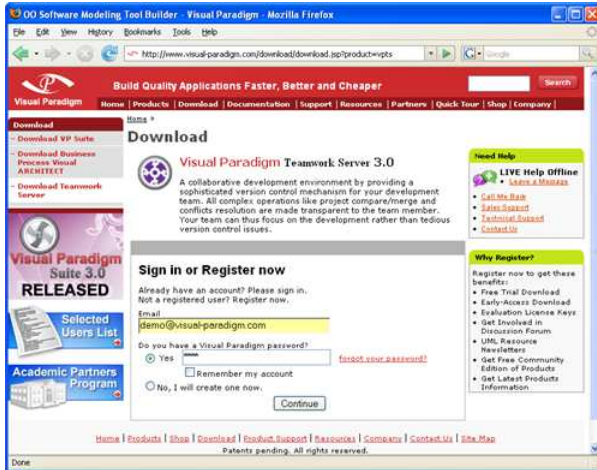 OO Software Modeling Tool Builder - Visual Paradigm - Mozilla Firefox
File Edit View History Bookmarks Tools Help
http://www.visual-paradigm.com/download/download.jsp?product=vpts
Google
Visual Paradigm
Build Quality Applications Faster, Better and Cheaper
Search
Home | Products | Download | Documentation | Support | Resources | Partners | Quick Tour | Shop | Company |
Download
- Download VP Suite
- Download Business
Process Visual
ARCHITECT
- Download Teamwork
Server
Visual Paradigm
Suite 3.0
RELEASED
Selected
Users List
Academic Partners
Program
Home >
Download
Visual Paradigm Teamwork Server 3.0
A collaborative development environment by providing a
sophisticated version control mechanism for your development
team. All complex operations like project compare/merge and
conflicts resolution are made transparent to the team member.
Your team can thus focus on the development rather than tedious
version control issues.
Sign in or Register now
Already have an account? Please sign in.
Not a registered user? Register now.
Email
demo@visual-paradigm.com
Do you have a Visual Paradigm password?
Yes
forgot your password?
Remember my account
No, I will create one now.
Continue
Need Help
LIVE Help Offline
• Leave a Message
• Call Me Back
• Sales Support
• Technical Support
• Contact Us
Why Register?
Register now to get these
benefits:
• Free Trial Download
• Early-Access Download
• Evaluation License Keys
• Get Involved in
Discussion Forum
• UML Resource
Newsletters
• Get Free Community
Edition of Products
• Get Latest Products
Information
Home | Products | Shop | Download | Product Support | Resources | Company | Contact Us | Site Map
Patents pending. All rights reserved.
Done